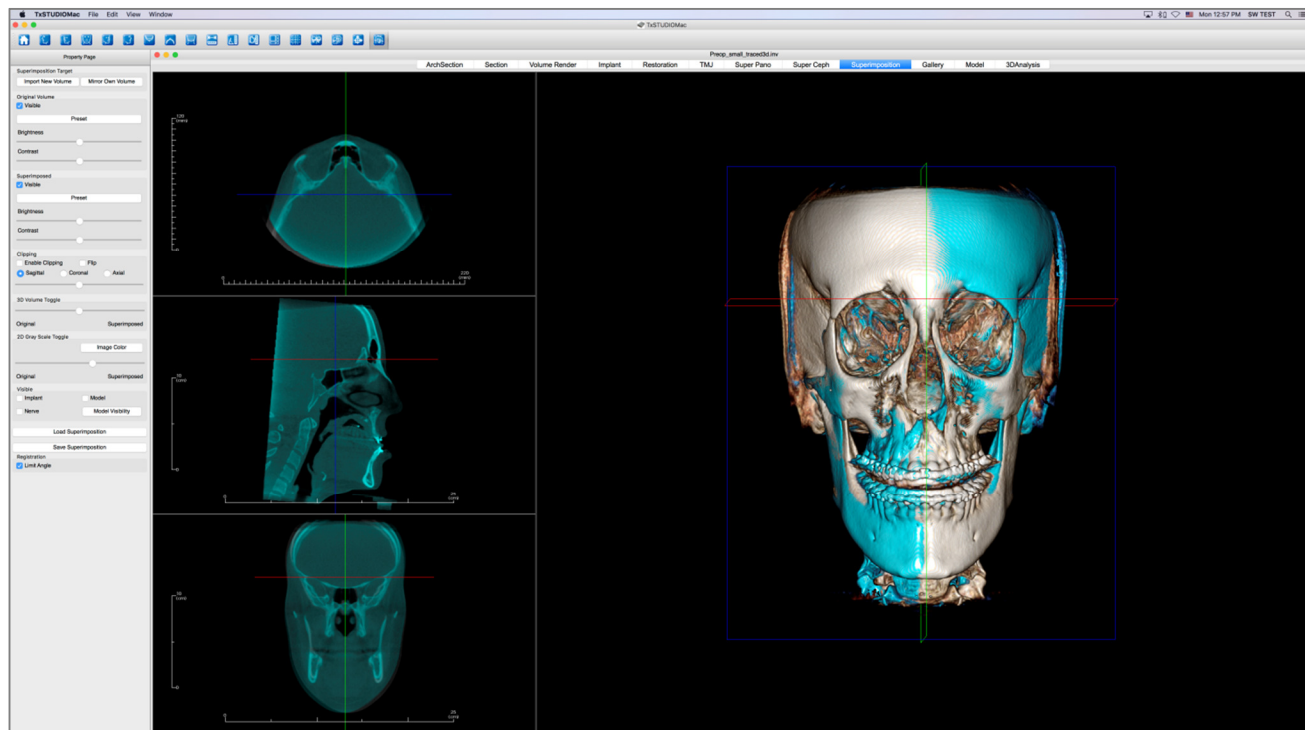 TxSTUDIOMac File Edit View Window Mon 12:57 PM SW TEST
TxSTUDIOMac
Property Page
Preop_small_traced3d.inv
ArchSection Section Volume Render Implant Restoration TMJ Super Pano Super Ceph Superimposition Gallery Model 3DAnalysis
Superimposition Target
Import New Volume Mirror Own Volume
Original Volume
Visible
Preset
Brightness
Contrast
Superimposed
Visible
Preset
Brightness
Contrast
Clipping
Enable Clipping Flip
Sagittal Coronal Axial
3D Volume Toggle
Original Superimposed
2D Gray Scale Toggle
Image Color
Original Superimposed
Visible
Implant Model
Nerve Model Visibility
Load Superimposition
Save Superimposition
Registration
Limit Angle